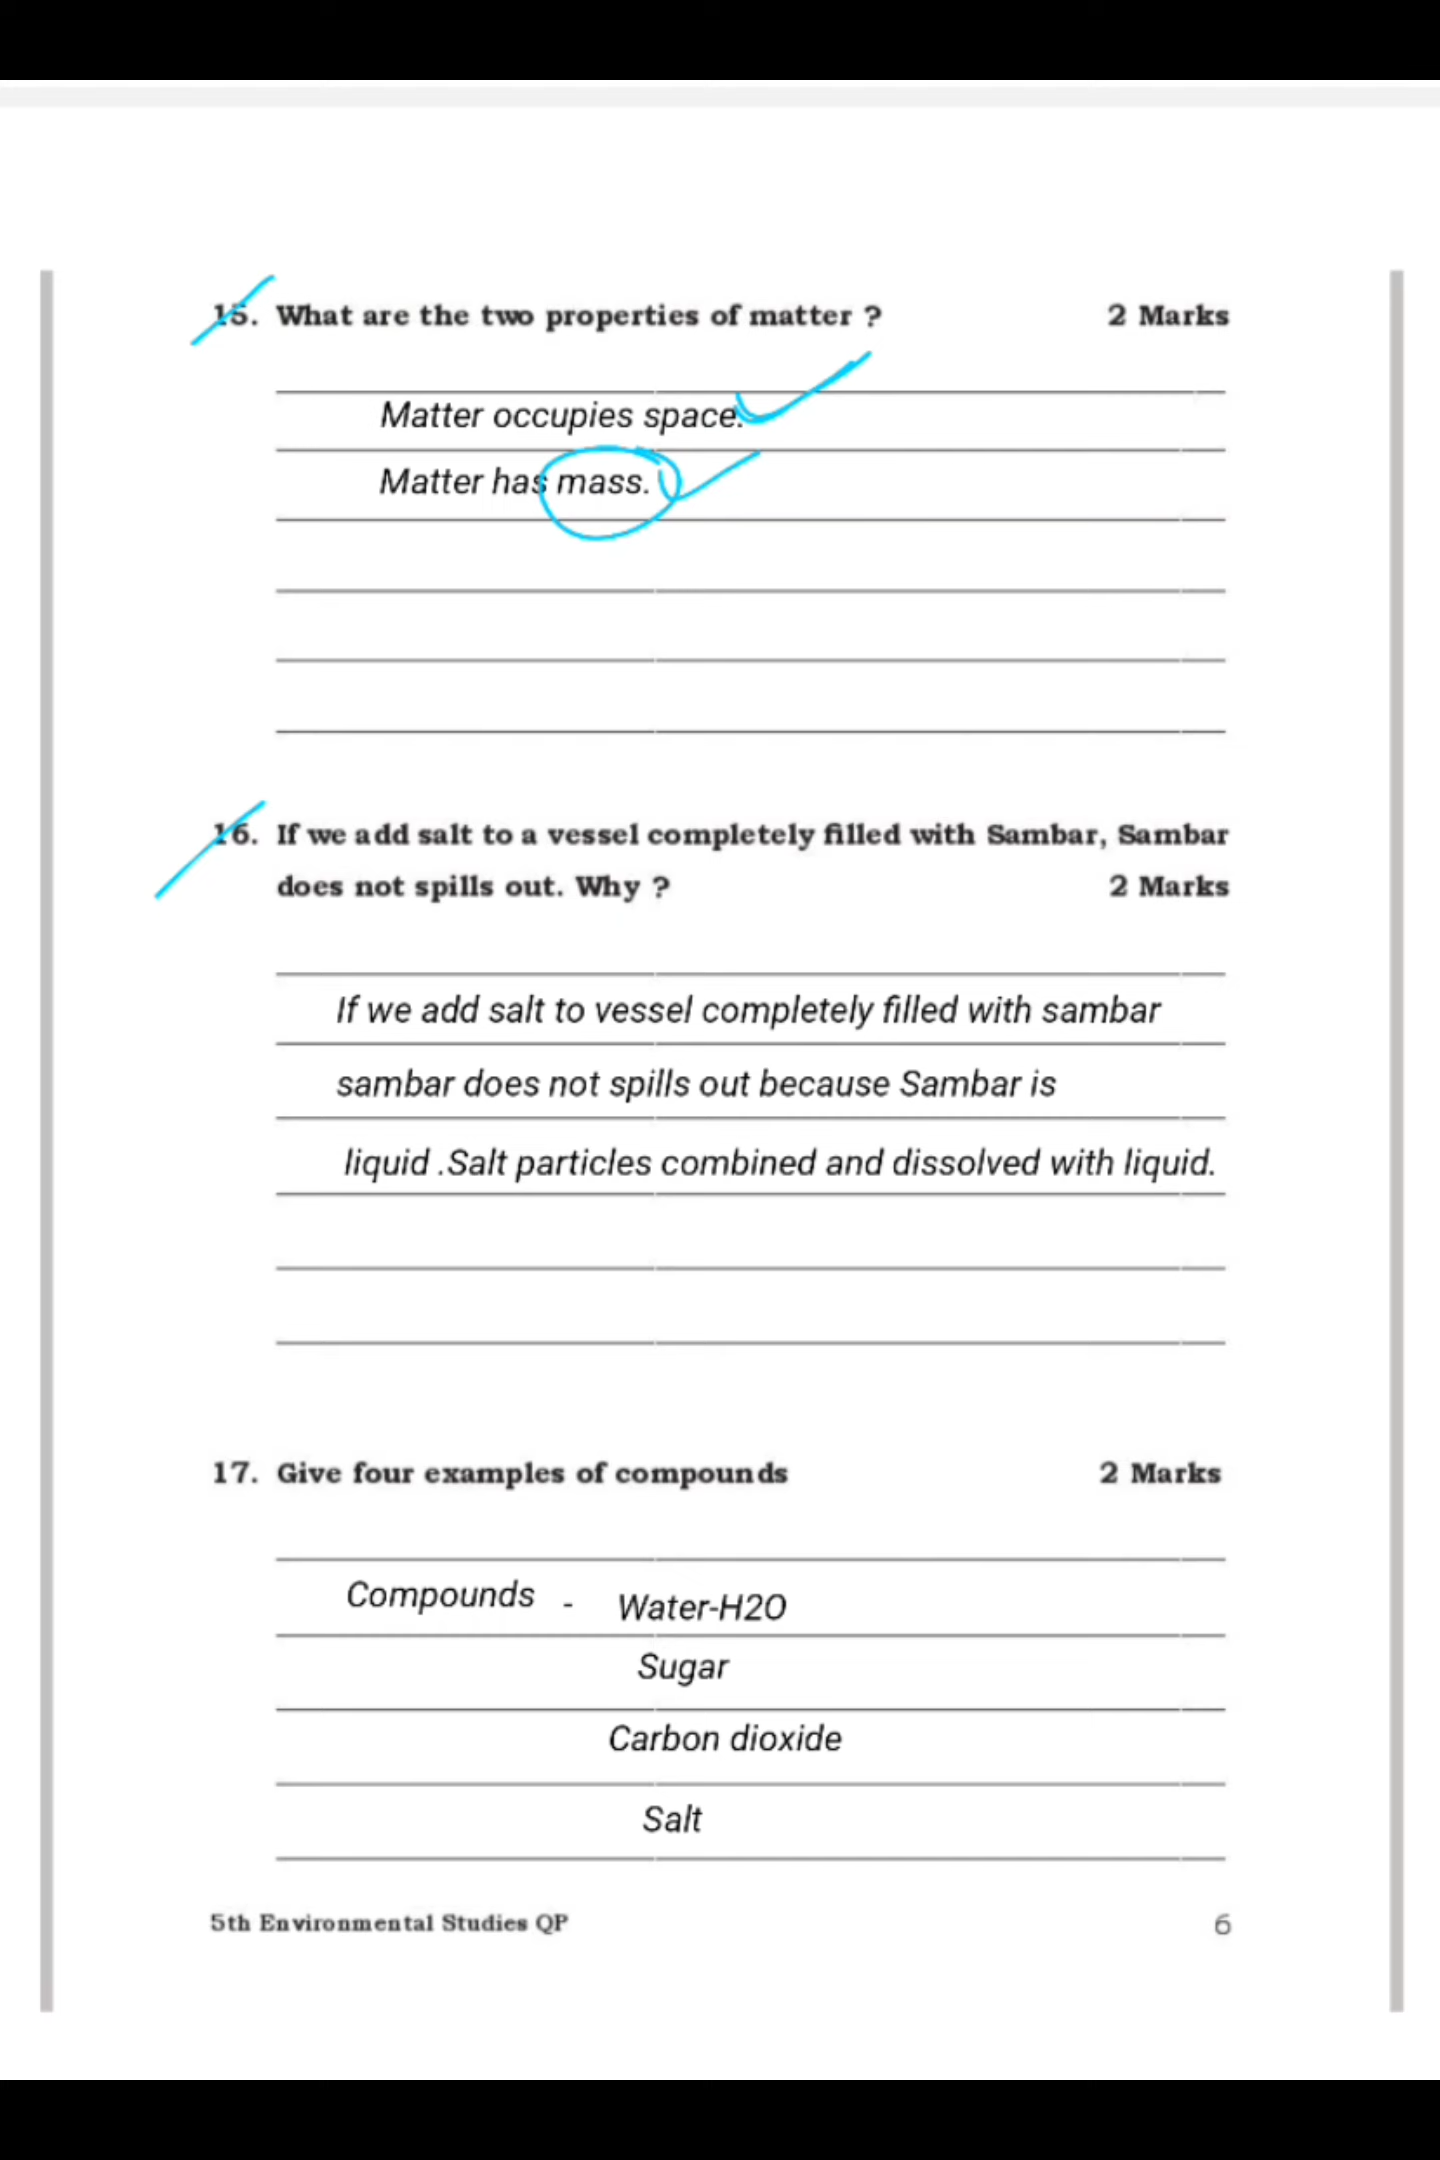 15. What are the two properties of matter ? 2 Marks
Matter occupies space.
Matter has mass.
16. If we add salt to a vessel completely filled with Sambar, Sambar
does not spills out. Why ? 2 Marks
If we add salt to vessel completely filled with sambar
sambar does not spills out because Sambar is
liquid .Salt particles combined and dissolved with liquid.
17. Give four examples of compounds 2 Marks
Compounds - Water-H2O
Sugar
Carbon dioxide
Salt
5th Environmental Studies QP 6